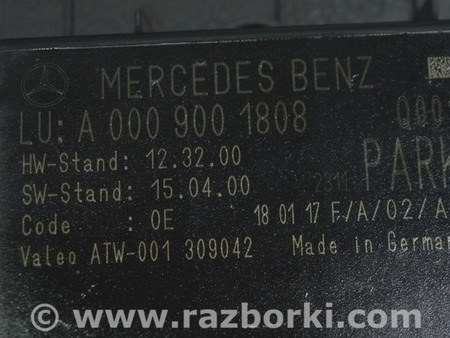 MERCEDES BENZ
LU: A 000 900 1808
HW-Stand: 12.32.00
SW-Stand: 15.04.00 2311 PARK
Code : 0E 18 01 17 F/A/02/A
Valeo ATW-001 309042 Made in German
www.razborki.com